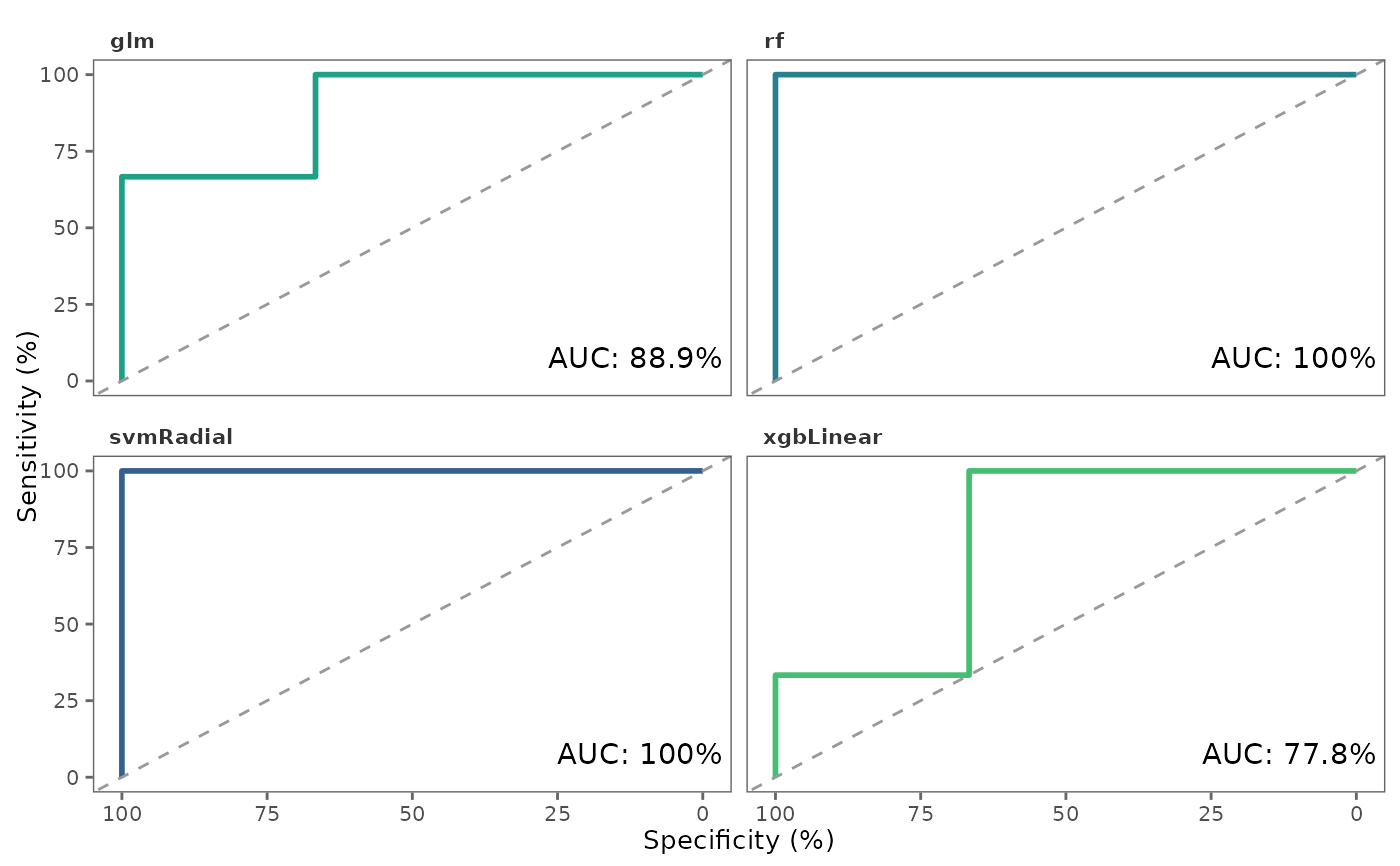 glm
rf
100
75
50
25
0
AUC: 88.9%
AUC: 100%
Sensitivity (%)
svmRadial
xgbLinear
100
75
50
25
0
AUC: 100%
AUC: 77.8%
100 75 50 25 0 100 75 50 25 0
Specificity (%)